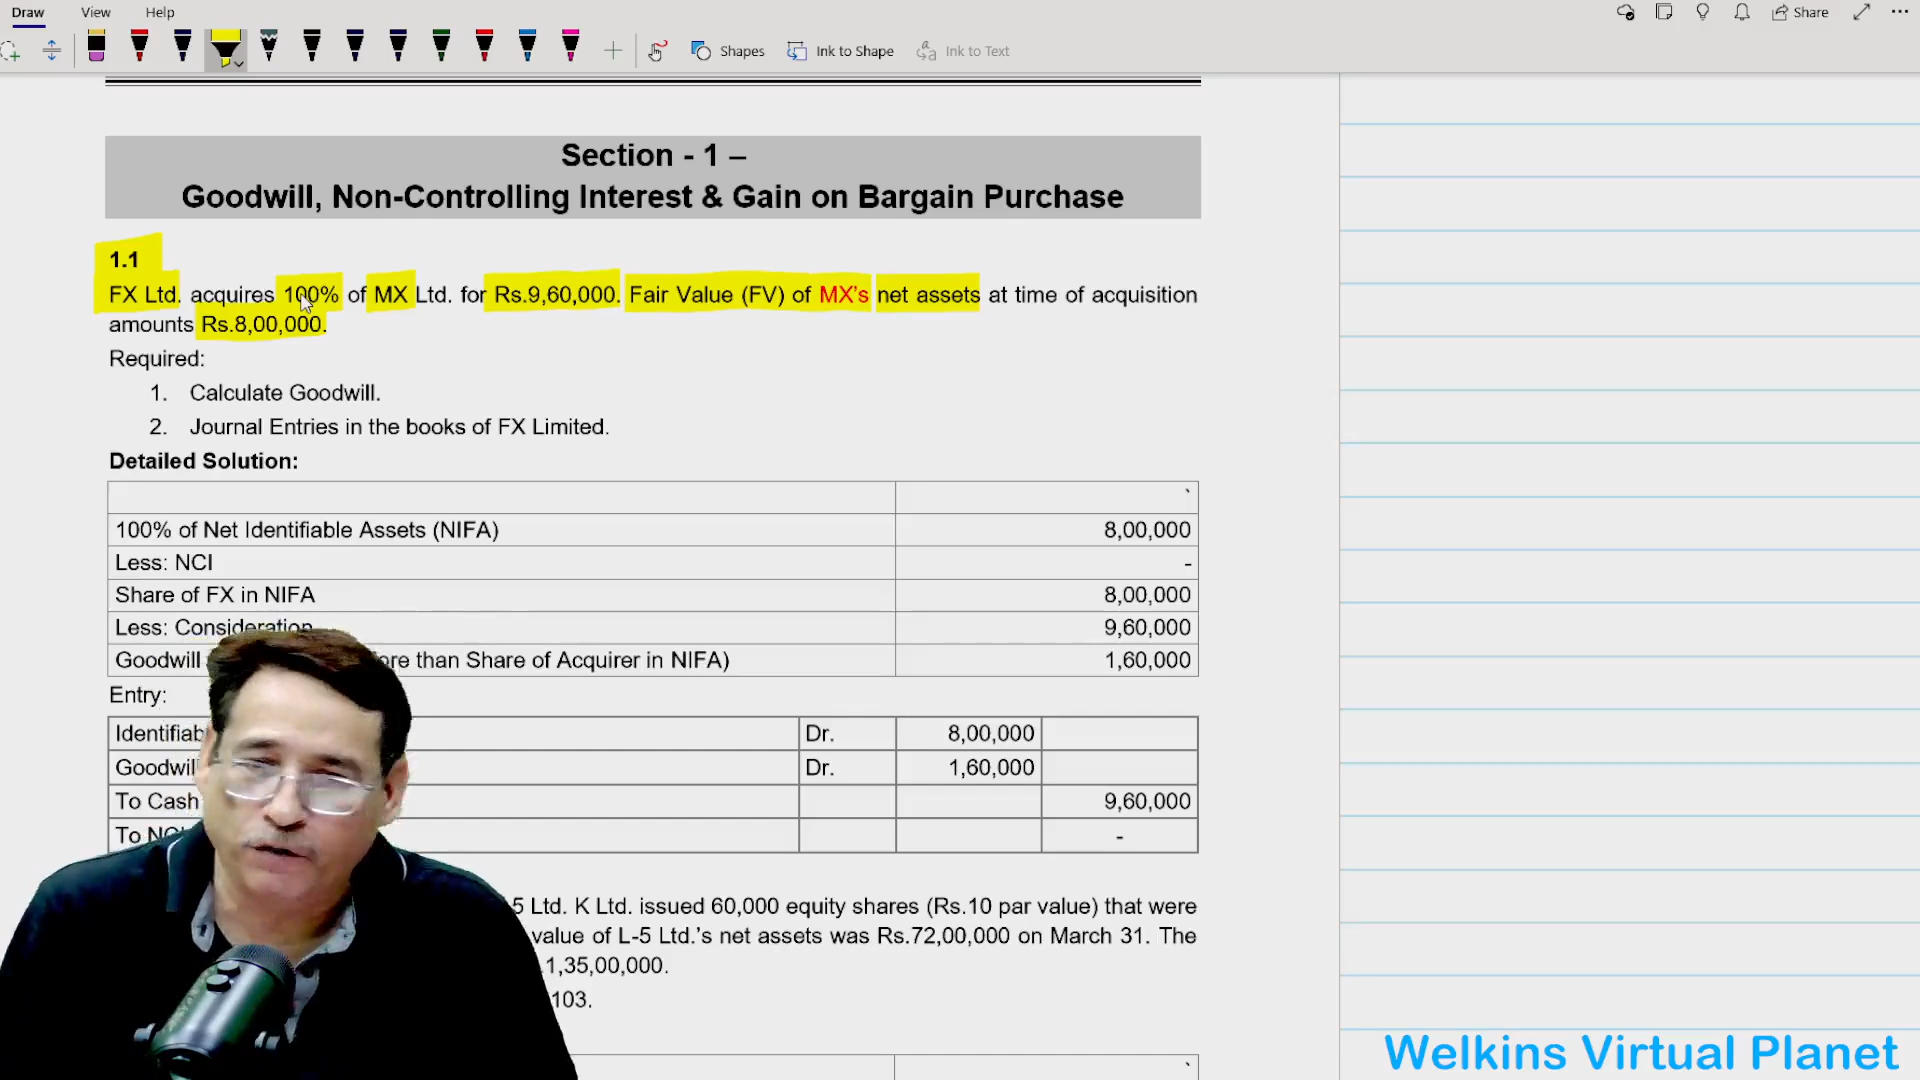 Draw View Help
Share
Shapes Ink to Shape Ink to Text
Section - 1 –
Goodwill, Non-Controlling Interest & Gain on Bargain Purchase
1.1
FX Ltd. acquires 100% of MX Ltd. for Rs.9,60,000. Fair Value (FV) of MX's net assets at time of acquisition
amounts Rs.8,00,000.
Required:
1. Calculate Goodwill.
2. Journal Entries in the books of FX Limited.
Detailed Solution:
`
100% of Net Identifiable Assets (NIFA) 8,00,000
Less: NCI -
Share of FX in NIFA 8,00,000
Less: Consideration 9,60,000
Goodwill than Share of Acquirer in NIFA) 1,60,000
Entry:
Dr. 8,00,000
Dr. 1,60,000
To Cash 9,60,000
To -
Ltd. K Ltd. issued 60,000 equity shares (Rs.10 par value) that were
value of L-5 Ltd.'s net assets was Rs.72,00,000 on March 31. The
1,35,00,000.
103.
`
Welkins Virtual Planet